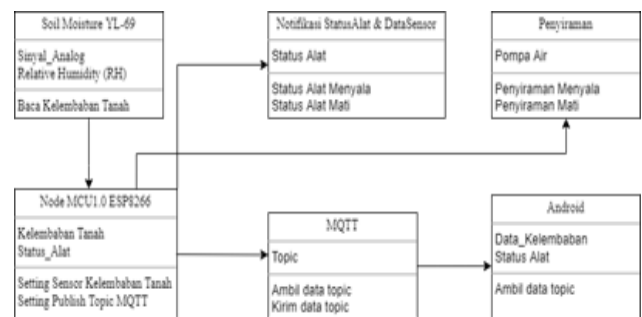 Soil Moisture YL-69
Sinyal_Analog
Relative Humidity (RH)
Baca Kelembaban Tanah
Notifikasi StatusAlat & DataSensor
Status Alat
Status Alat Menyala
Status Alat Mati
Penyiraman
Pompa Air
Penyiraman Menyala
Penyiraman Mati
Node MCU1.0 ESP8266
Kelembaban Tanah
Status_Alat
Setting Sensor Kelembaban Tanah
Setting Publish Topic MQTT
MQTT
Topic
Ambil data topic
Kirim data topic
Android
Data_Kelembaban
Status Alat
Ambil data topic